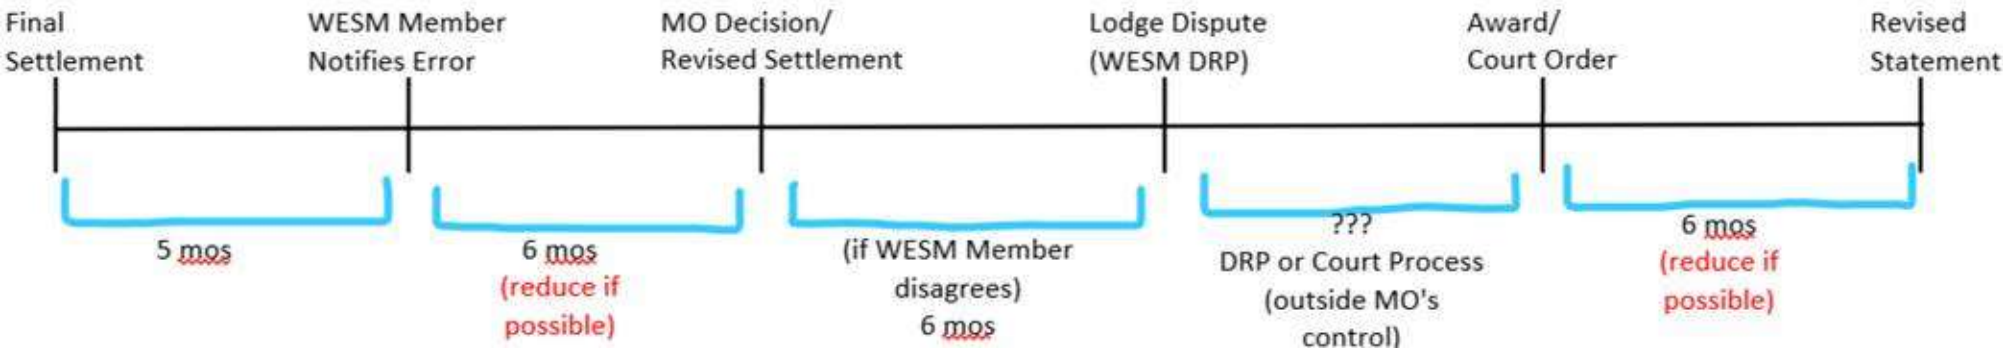 Final
Settlement
WESM Member
Notifies Error
MO Decision/
Revised Settlement
Lodge Dispute
(WESM DRP)
Award/
Court Order
Revised
Statement
5 mos
6 mos
(reduce if
possible)
(if WESM Member
disagrees)
6 mos
???
DRP or Court Process
(outside MO's
control)
6 mos
(reduce if
possible)